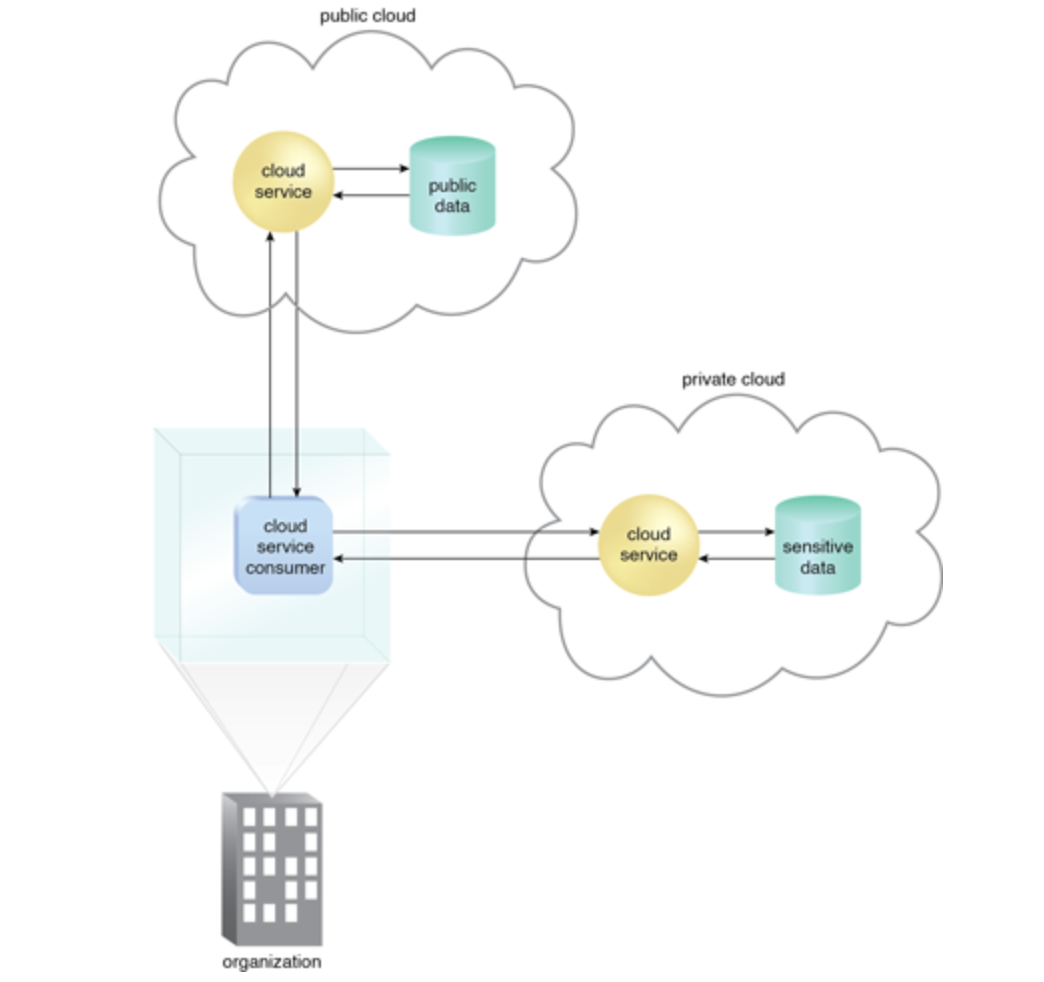 public cloud
cloud
service
public
data
private cloud
cloud
service
consumer
cloud
service
sensitive
data
organization